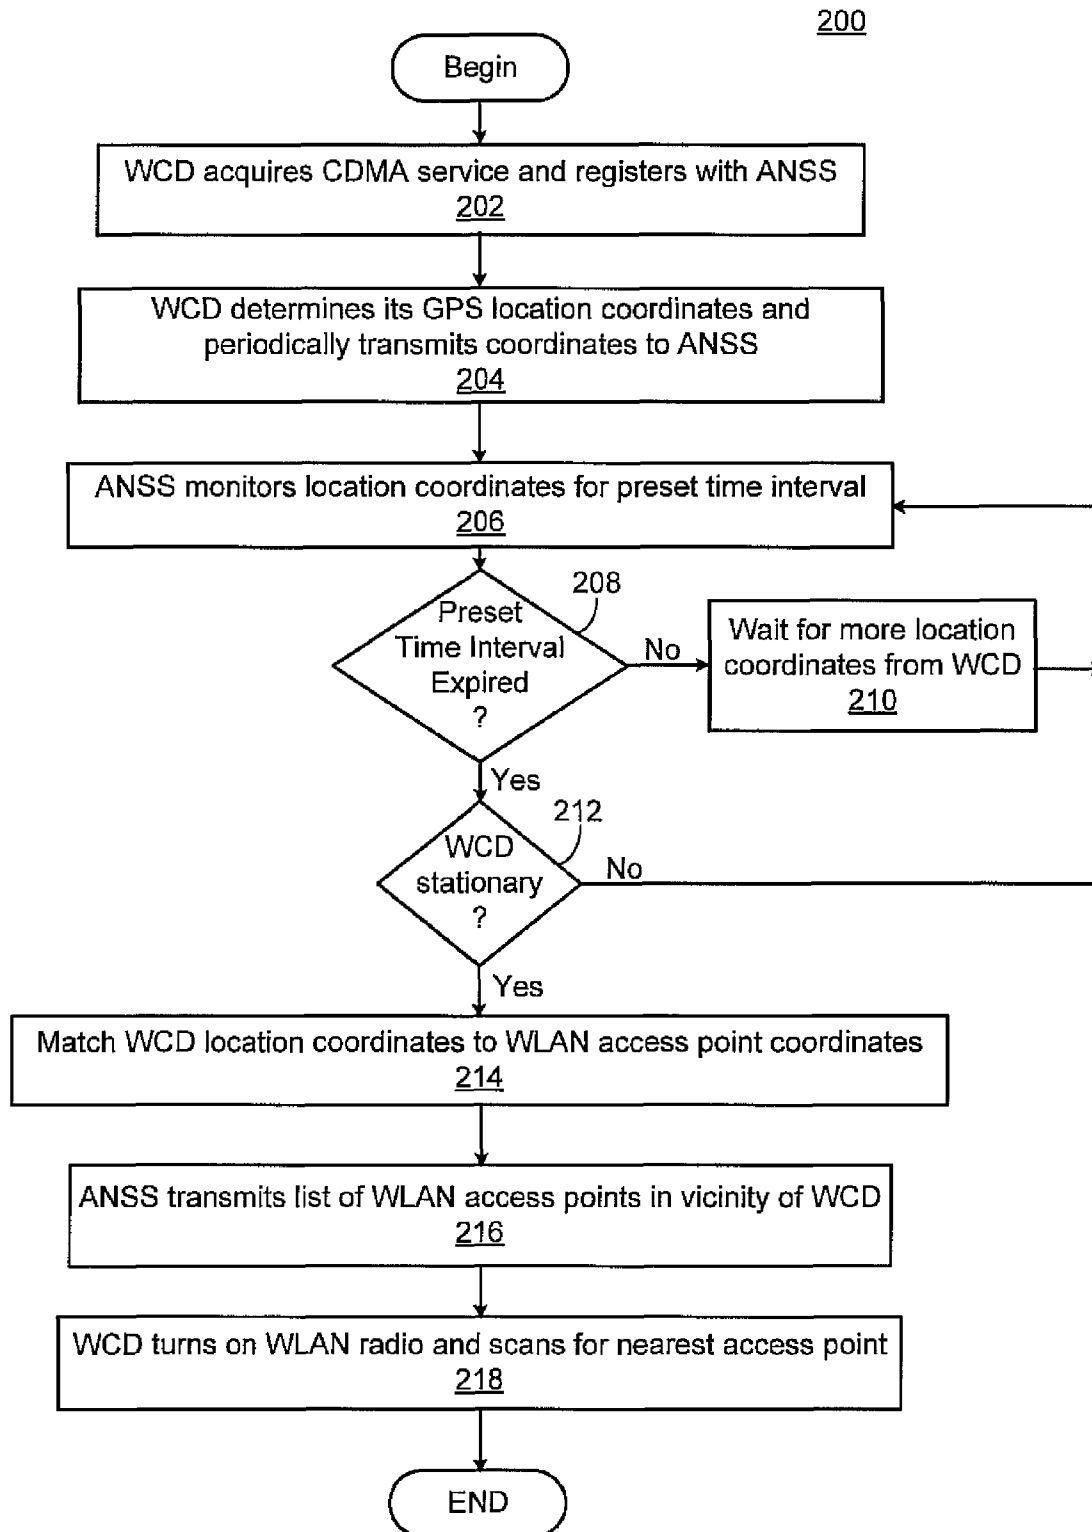 200
Begin
WCD acquires CDMA service and registers with ANSS
202
WCD determines its GPS location coordinates and
periodically transmits coordinates to ANSS
204
ANSS monitors location coordinates for preset time interval
206
208
Preset
Time Interval
Expired
?
No
Wait for more location
coordinates from WCD
210
Yes
212
WCD
stationary
?
No
Yes
Match WCD location coordinates to WLAN access point coordinates
214
ANSS transmits list of WLAN access points in vicinity of WCD
216
WCD turns on WLAN radio and scans for nearest access point
218
END